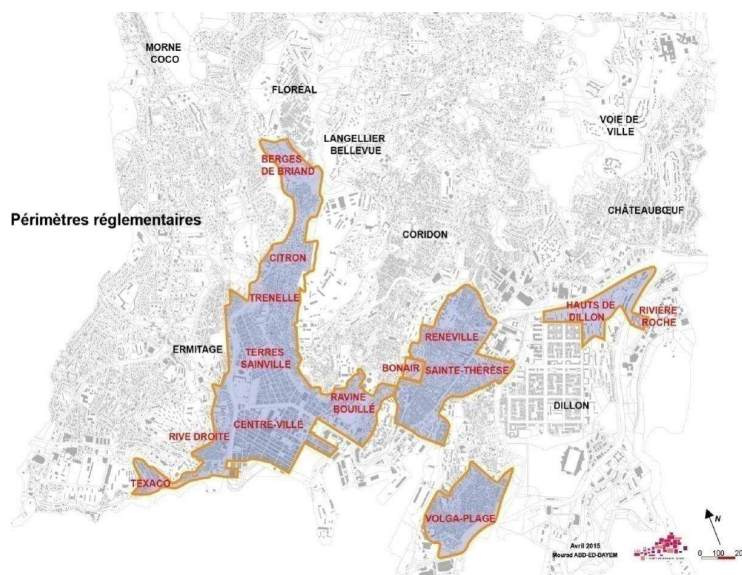 MORNE
COCO
FLORÉAL
LANGELLIER
BELLEVUE
VOIE DE
VILLE
BERGES
DE BRIAND
CHÂTEAUBŒUF
Périmètres réglementaires
CORIDON
CITRON
TRENELLE
HAUTS DE
DILLON
RIVIÈRE
ROCHE
ERMITAGE
TERRES
SAINVILLE
RENEVILLE
BONAIR
SAINTE-THÉRÈSE
RAVINE
BOUILLÉ
DILLON
CENTRE-VILLE
RIVE DROITE
TEXACO
VOLGA-PLAGE
N
Avril 2015
Mourad ABD-ED-DAYEM
0 100 20